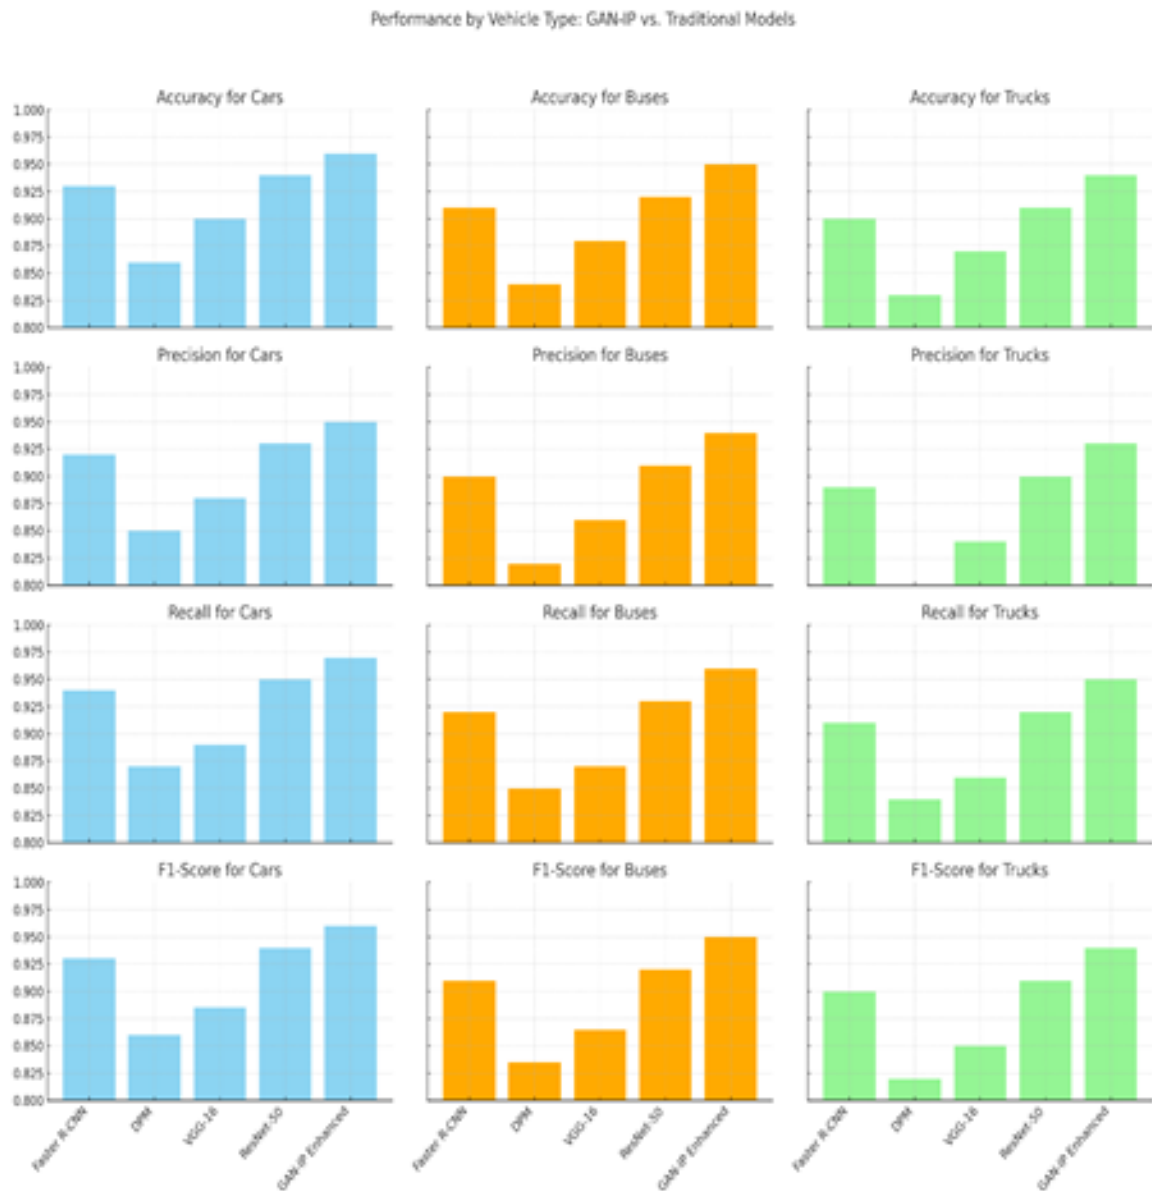 Performance by Vehicle Type: GAN-IP vs. Traditional Models
Accuracy for Cars
Accuracy for Buses
Accuracy for Trucks
1.000
0.975
0.950
0.925
0.900
0.875
0.850
0.825
0.800
Precision for Cars
Precision for Buses
Precision for Trucks
1.000
0.975
0.950
0.925
0.900
0.875
0.850
0.825
0.800
Recall for Cars
Recall for Buses
Recall for Trucks
1.000
0.975
0.950
0.925
0.900
0.875
0.850
0.825
0.800
F1-Score for Cars
F1-Score for Buses
F1-Score for Trucks
1.000
0.975
0.950
0.925
0.900
0.875
0.850
0.825
0.800
Faster R-CNN
DPM
VGG-16
ResNet-50
GAN-IP Enhanced
Faster R-CNN
DPM
VGG-16
ResNet-50
GAN-IP Enhanced
Faster R-CNN
DPM
VGG-16
ResNet-50
GAN-IP Enhanced